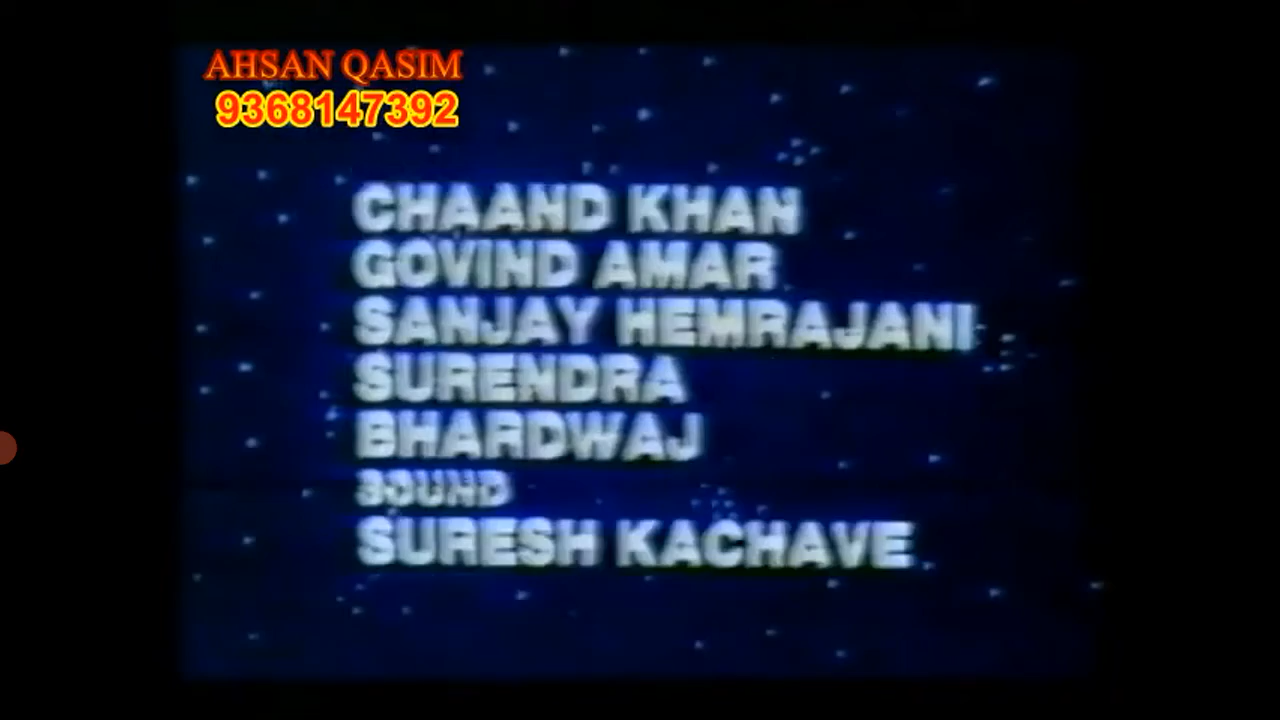 AHSAN QASIM
9368147392
CHAAND KHAN
GOVIND AMAR
SANJAY HEMRAJANI
SURENDRA
BHARDWAJ
SOUND
SURESH KACHAVE